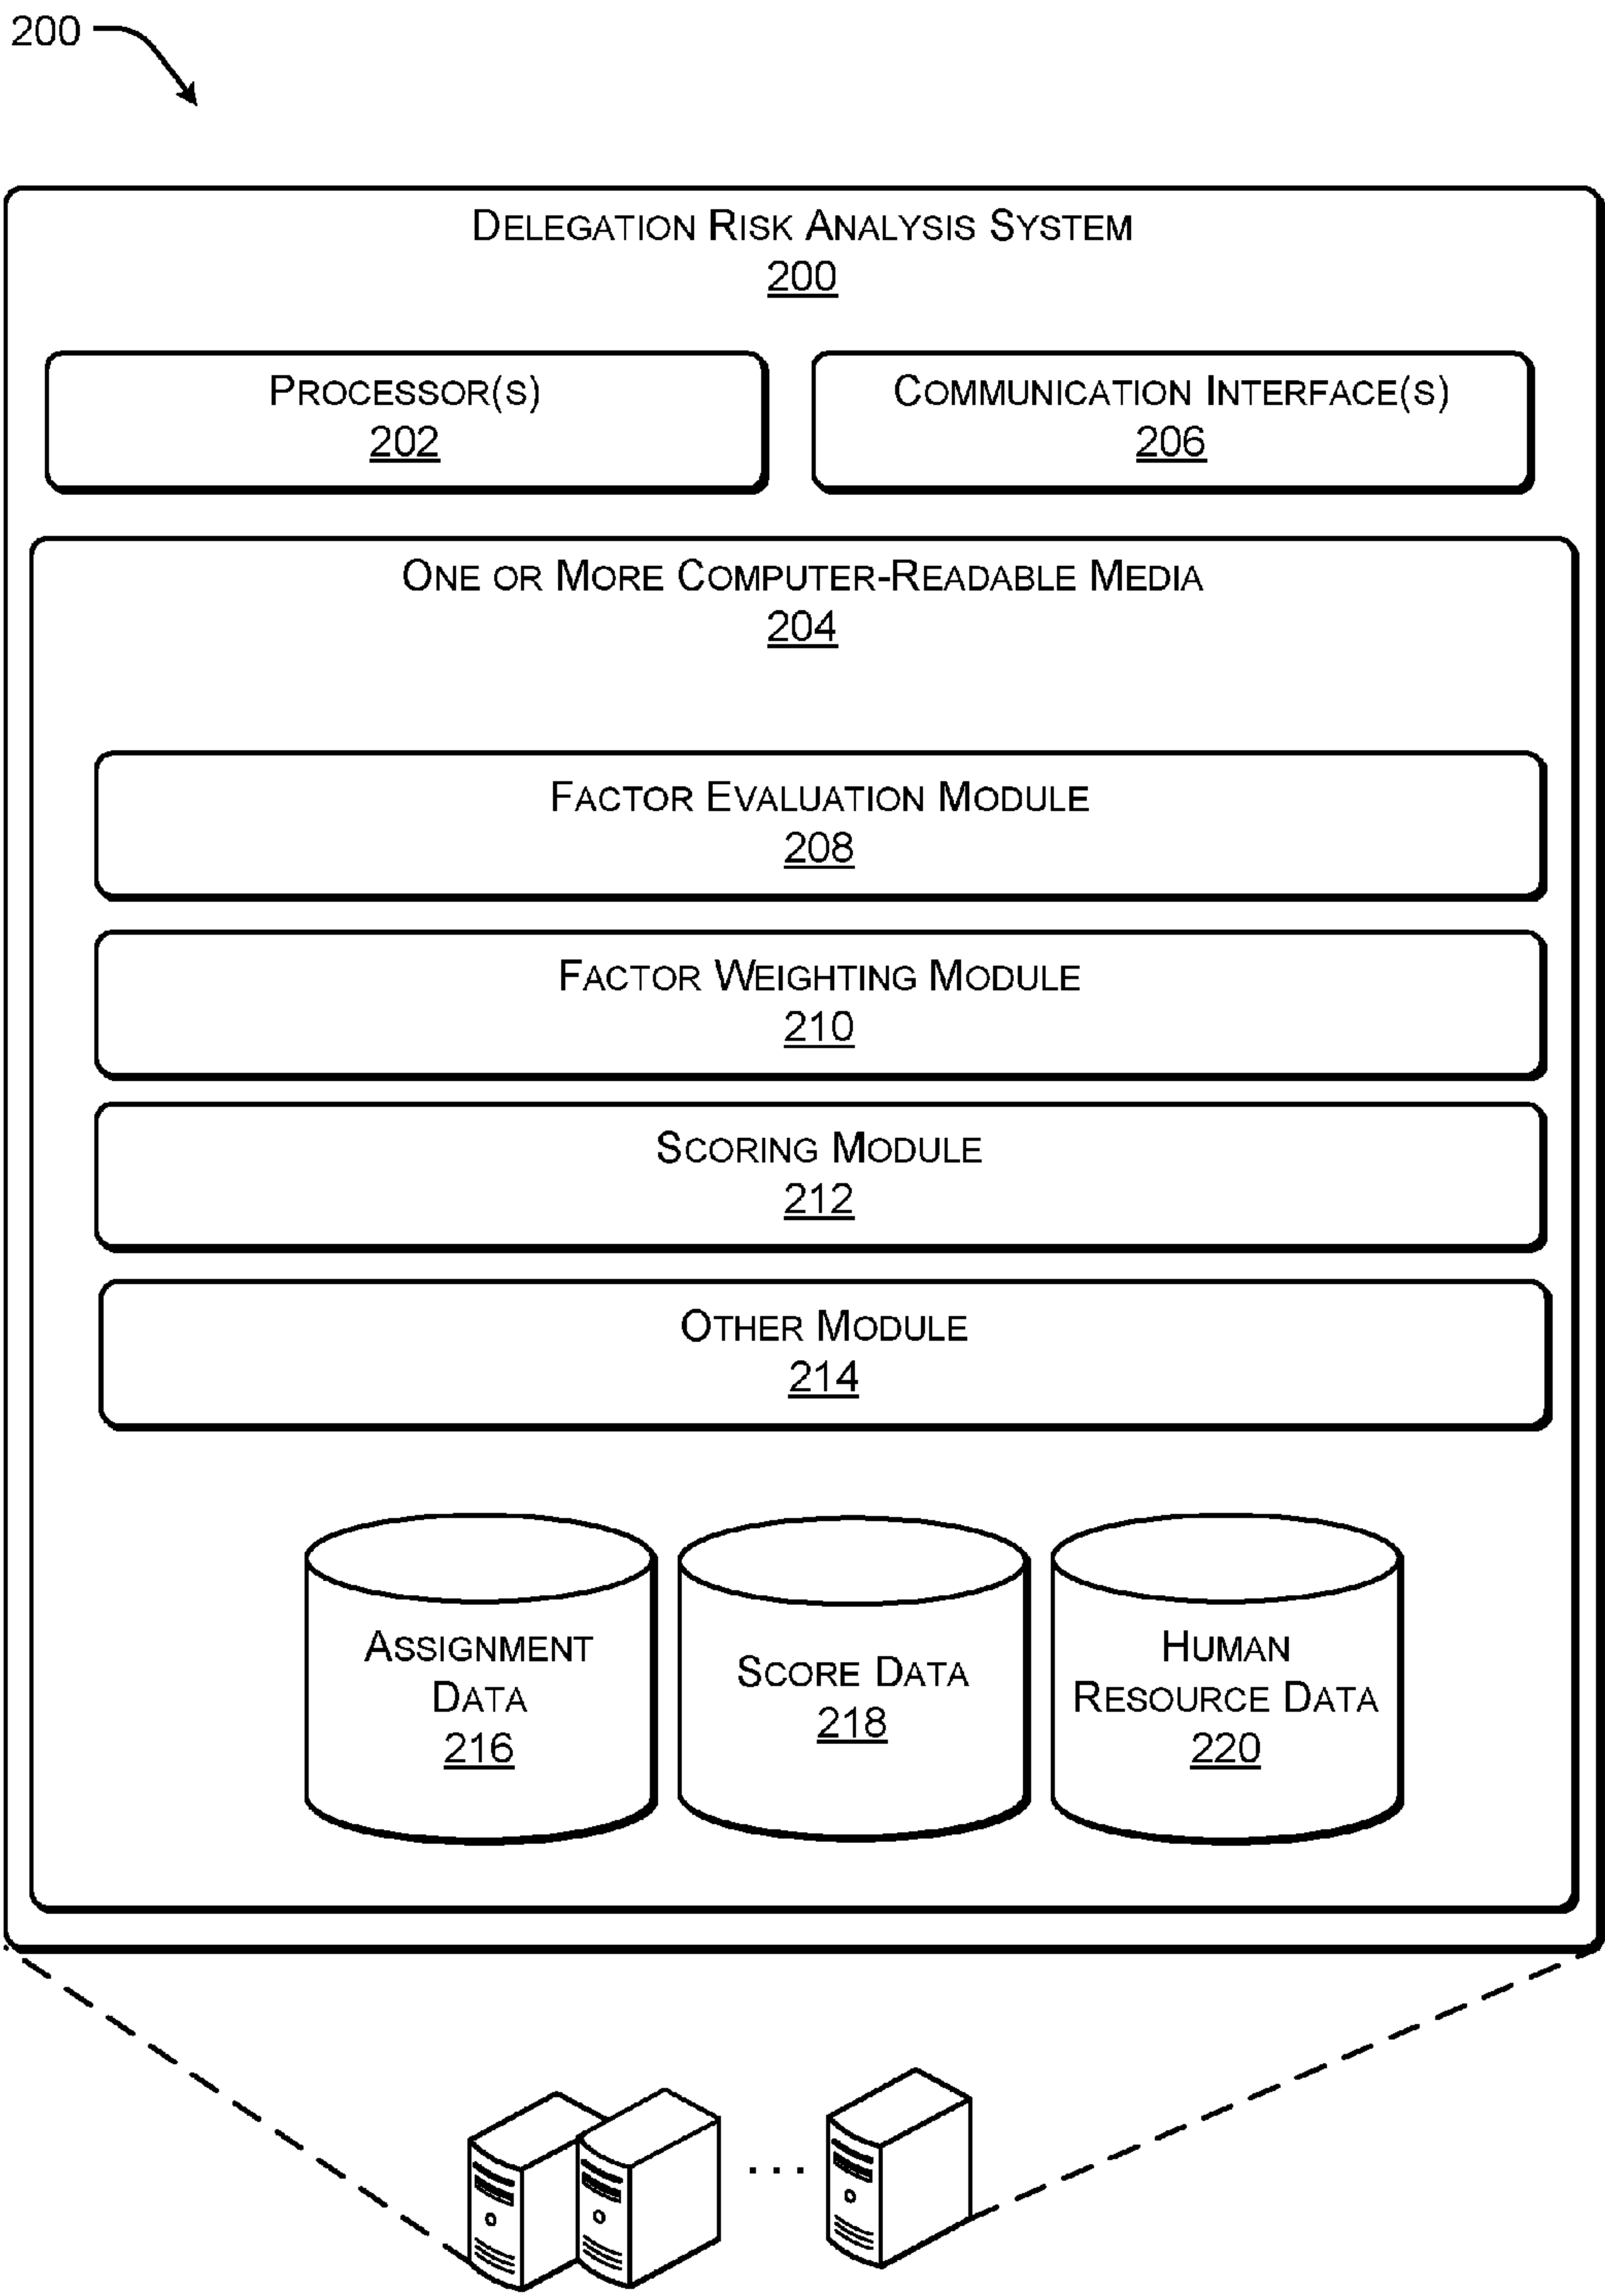 200
DELEGATION RISK ANALYSIS SYSTEM
200
PROCESSOR(S)
202
COMMUNICATION INTERFACE(S)
206
ONE OR MORE COMPUTER-READABLE MEDIA
204
FACTOR EVALUATION MODULE
208
FACTOR WEIGHTING MODULE
210
SCORING MODULE
212
OTHER MODULE
214
ASSIGNMENT
DATA
216
SCORE DATA
218
HUMAN
RESOURCE DATA
220
...